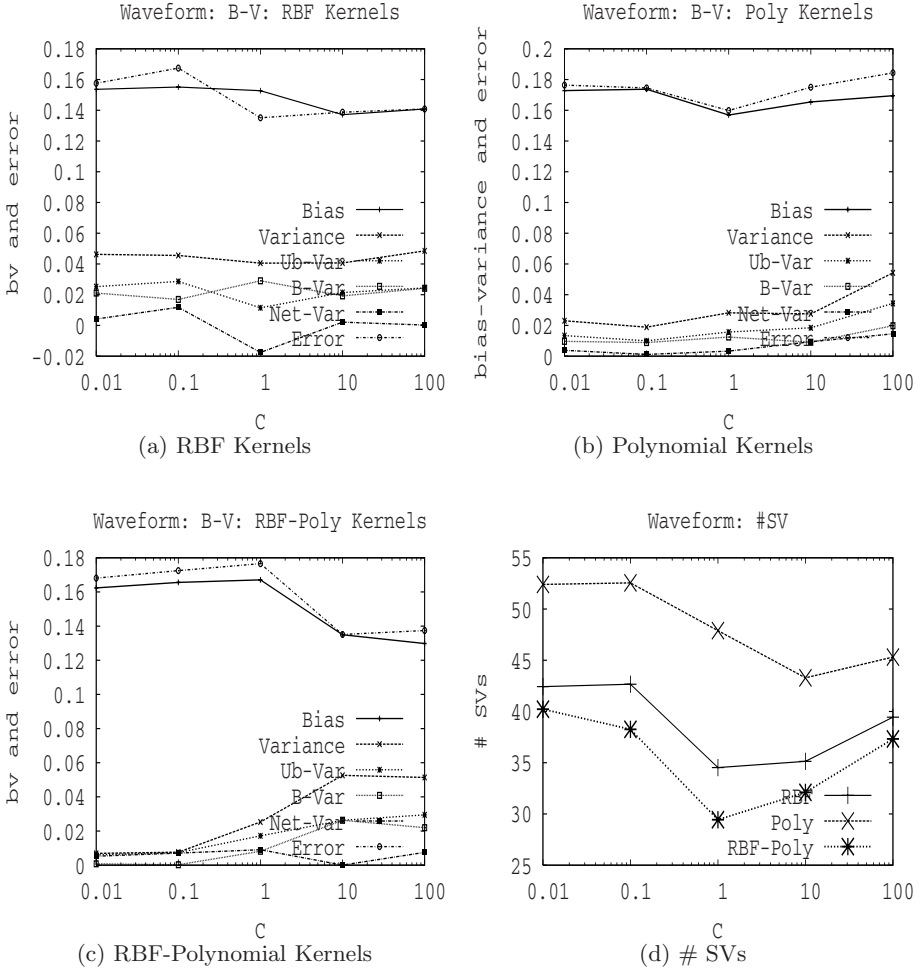 Waveform: B-V: RBF Kernels
bv and error
0.18
0.16
0.14
0.12
0.1
0.08
0.06
0.04
0.02
0
-0.02
0.01
0.1
1
10
100
C
Bias
Variance
Ub-Var
B-Var
Net-Var
Error
(a) RBF Kernels
Waveform: B-V: Poly Kernels
bias-variance and error
0.2
0.18
0.16
0.14
0.12
0.1
0.08
0.06
0.04
0.02
0
0.01
0.1
1
10
100
C
Bias
Variance
Ub-Var
B-Var
Net-Var
Error
(b) Polynomial Kernels
Waveform: B-V: RBF-Poly Kernels
bv and error
0.18
0.16
0.14
0.12
0.1
0.08
0.06
0.04
0.02
0
0.01
0.1
1
10
100
C
Bias
Variance
Ub-Var
B-Var
Net-Var
Error
(c) RBF-Polynomial Kernels
Waveform: #SV
# SVs
55
50
45
40
35
30
25
0.01
0.1
1
10
100
C
RBF
Poly
RBF-Poly
(d) # SVs